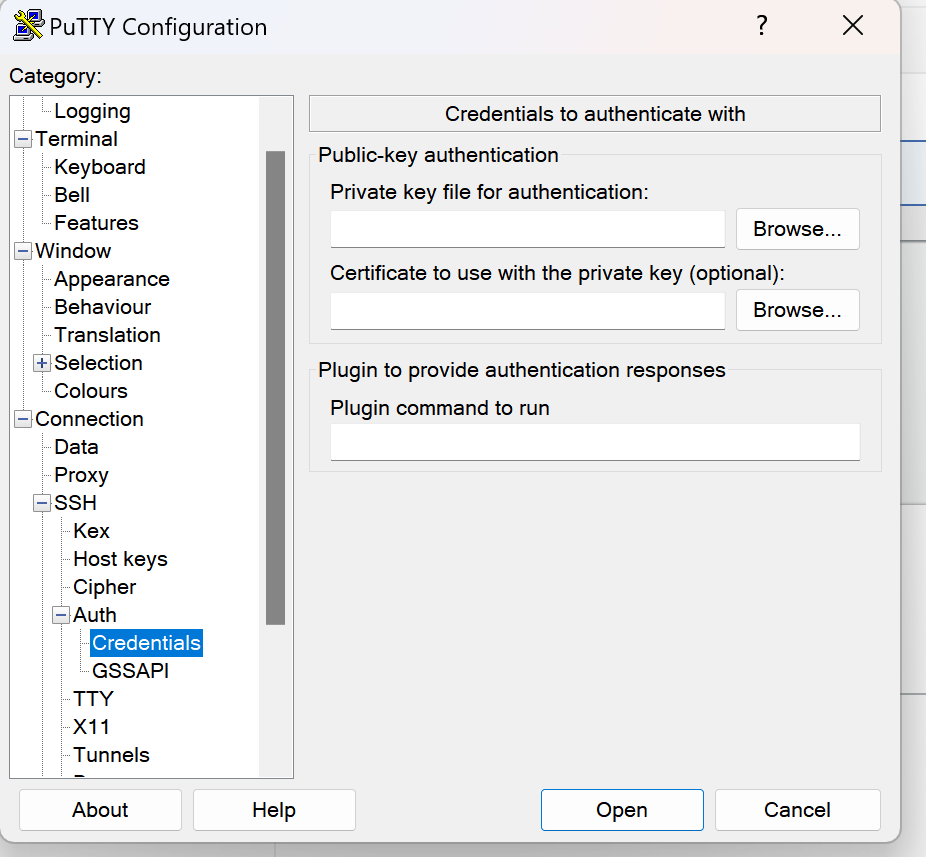 PuTTY Configuration
?
Category:
Logging
Terminal
Keyboard
Bell
Features
Window
Appearance
Behaviour
Translation
Selection
Colours
Connection
Data
Proxy
SSH
Kex
Host keys
Cipher
Auth
Credentials
GSSAPI
TTY
X11
Tunnels
Credentials to authenticate with
Public-key authentication
Private key file for authentication:
Browse...
Certificate to use with the private key (optional):
Browse...
Plugin to provide authentication responses
Plugin command to run
About
Help
Open
Cancel